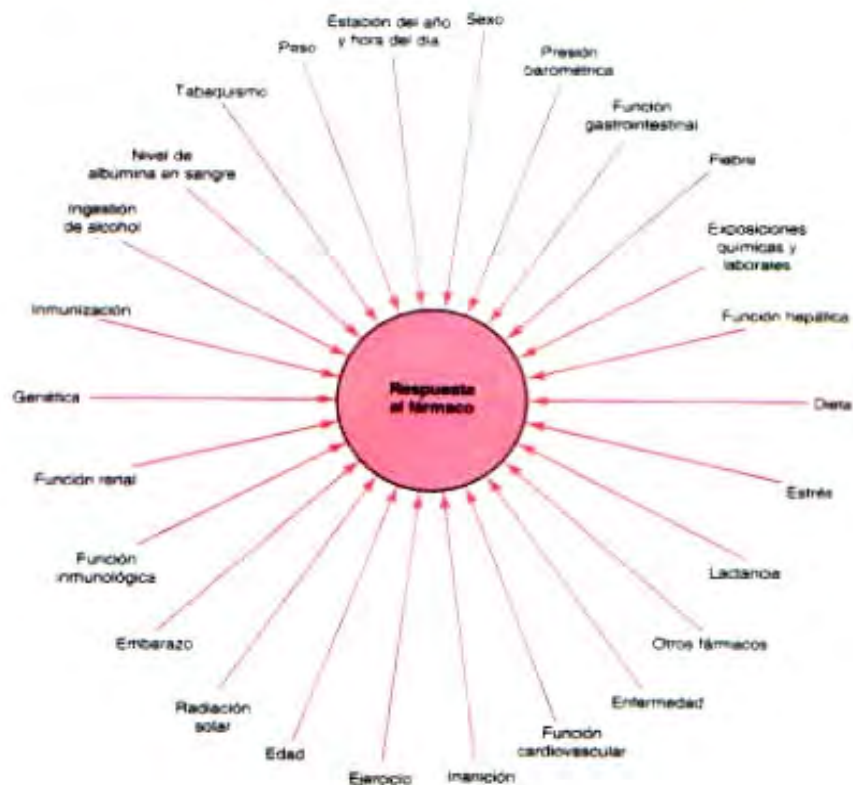 Estación del año
y hora del día
Sexo
Peso
Presión
barométrica
Tabaquismo
Función
gastrointestinal
Nivel de
albúmina en sangre
Fiebre
Ingestión
de alcohol
Exposiciones
químicas y
laborales
Inmunización
Función hepática
Genética
Respuesta
al fármaco
Dieta
Función renal
Estrés
Función
inmunológica
Lactancia
Embarazo
Otros fármacos
Radiación
solar
Enfermedad
Edad
Función
cardiovascular
Ejercicio
Inanición